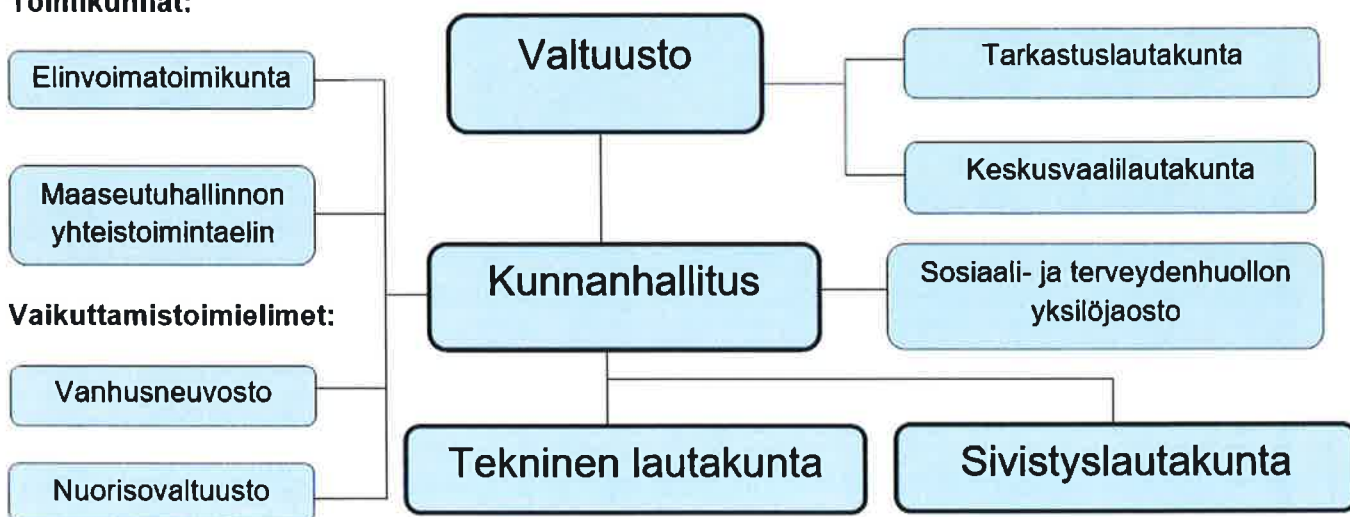 Toimikunnat:
Elinvoimatoimikunta
Maaseutuhallinnon
yhteistoimintaelin
Vaikuttamistoimielimet:
Vanhusneuvosto
Nuorisovaltuusto
Valtuusto
Kunnanhallitus
Tekninen lautakunta
Sivistyslautakunta
Tarkastuslautakunta
Keskusvaalilautakunta
Sosiaali- ja terveydenhuollon
yksilöjaosto